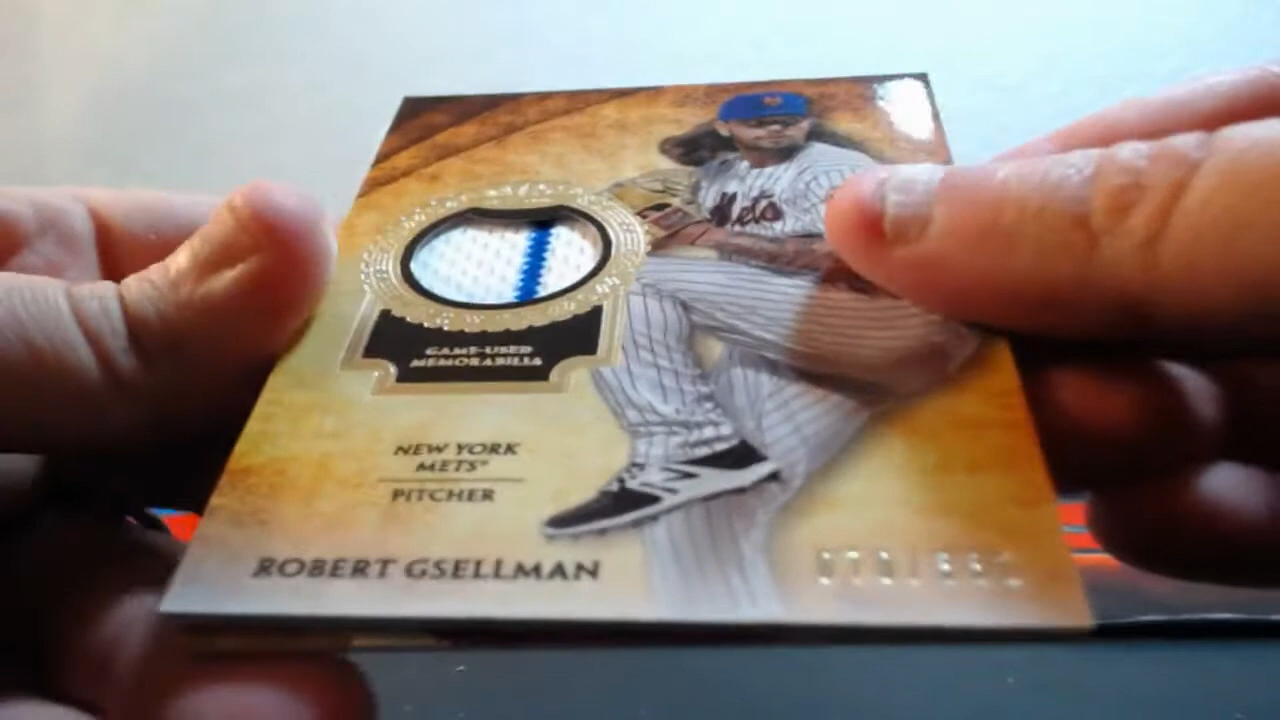 Mets
GAME-USED
MEMORABILIA
NEW YORK
METS®
PITCHER
ROBERT GSELLMAN